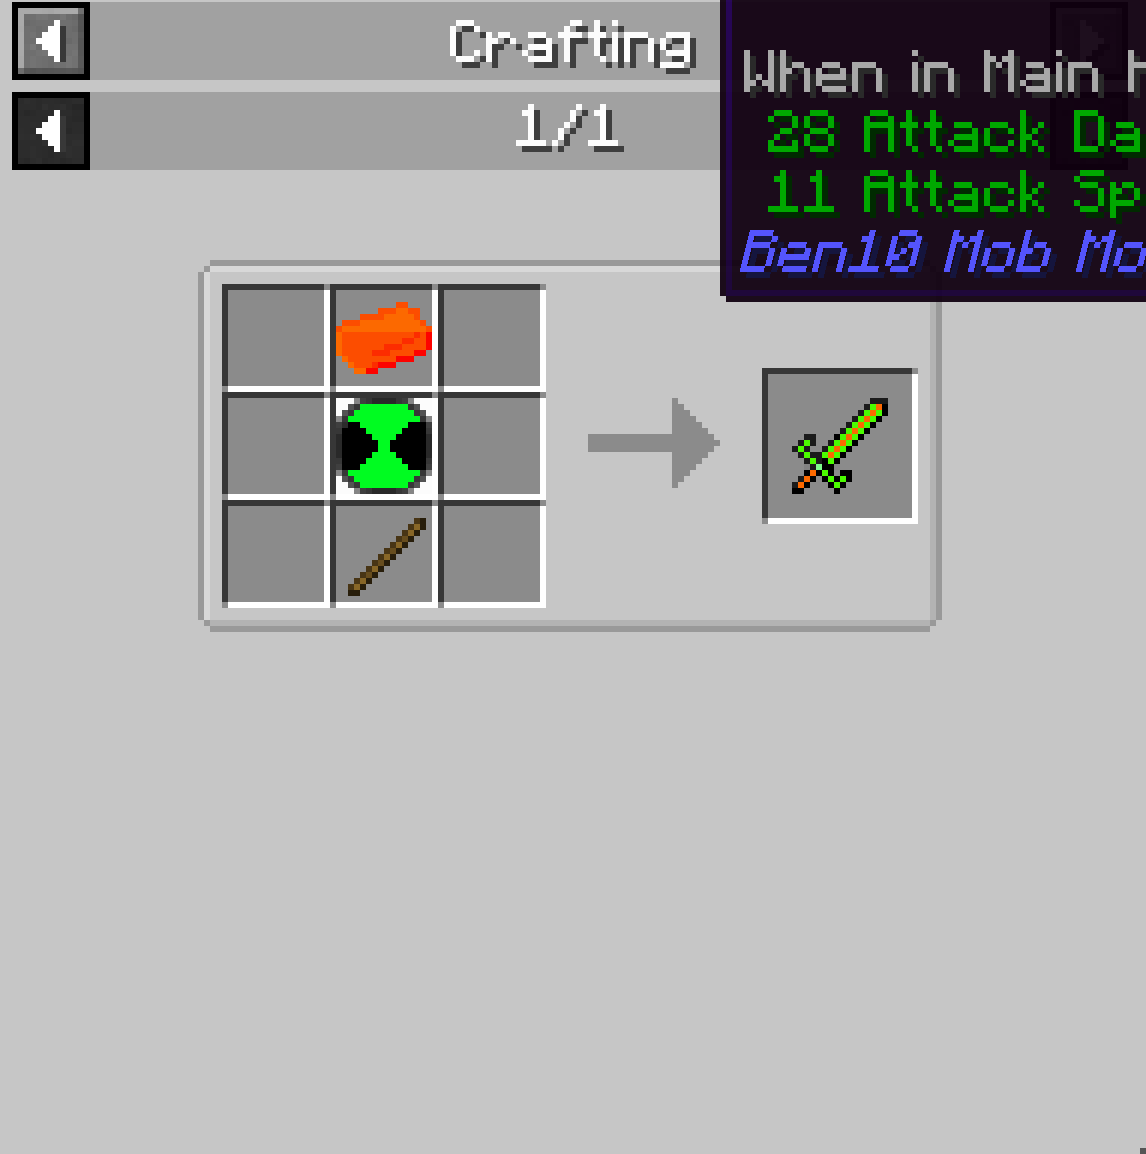 Crafting
1/1
When in Main
28 Attack
11 Attack
Ben10 Mob